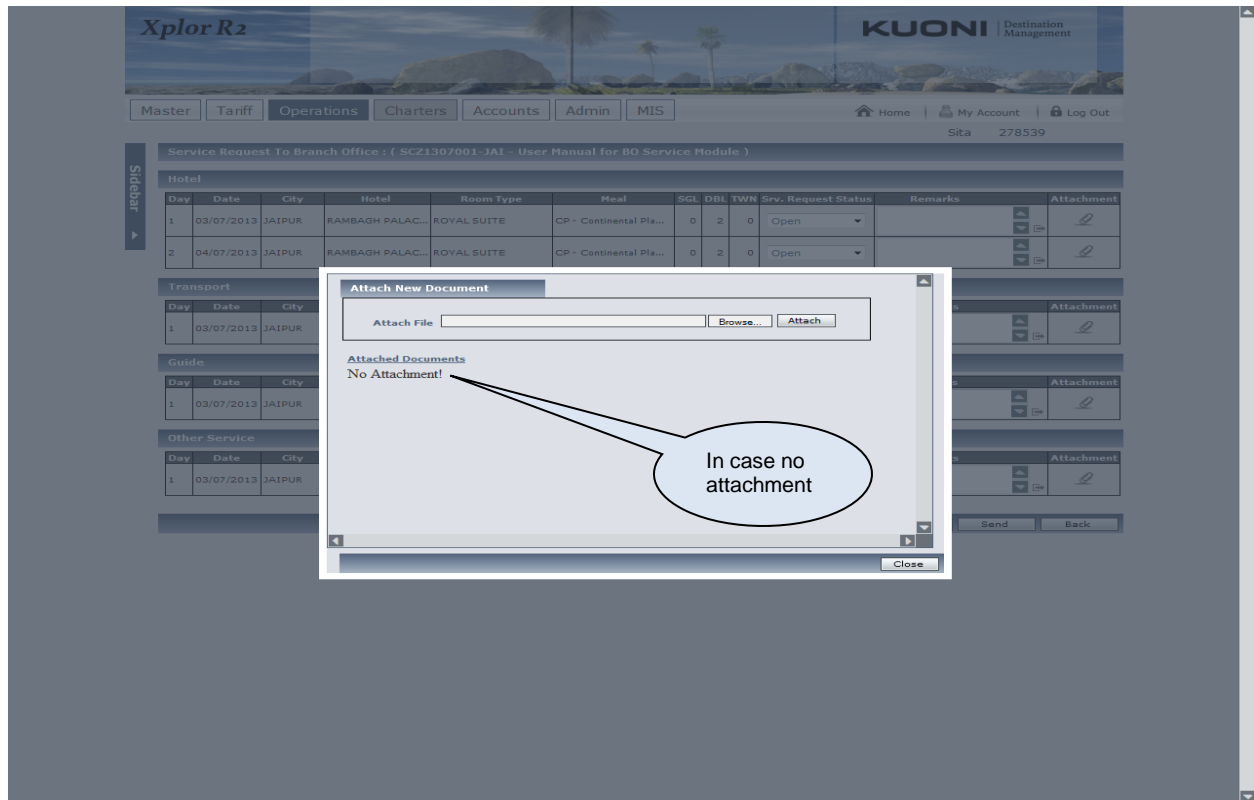 Xplor R2
KUONI Destination Management
Master Tariff Operations Charters Accounts Admin MIS
Home My Account Log Out
Sita 278539
Sidebar
Service Request To Branch Office : ( SCZ1307001-JAI - User Manual for BO Service Module )
Hotel
Day Date City Hotel Room Type Meal SGL DBL TWN Srv. Request Status Remarks Attachment
1 03/07/2013 JAIPUR RAMBAGH PALAC... ROYAL SUITE CP - Continental Pla... 0 2 0 Open
2 04/07/2013 JAIPUR RAMBAGH PALAC... ROYAL SUITE CP - Continental Pla... 0 2 0 Open
Transport
Day Date City s Attachment
1 03/07/2013 JAIPUR
Guide
Day Date City s Attachment
1 03/07/2013 JAIPUR
Other Service
Day Date City s Attachment
1 03/07/2013 JAIPUR
Send Back
Attach New Document
Attach File Browse... Attach
Attached Documents
No Attachment!
In case no
attachment
Close